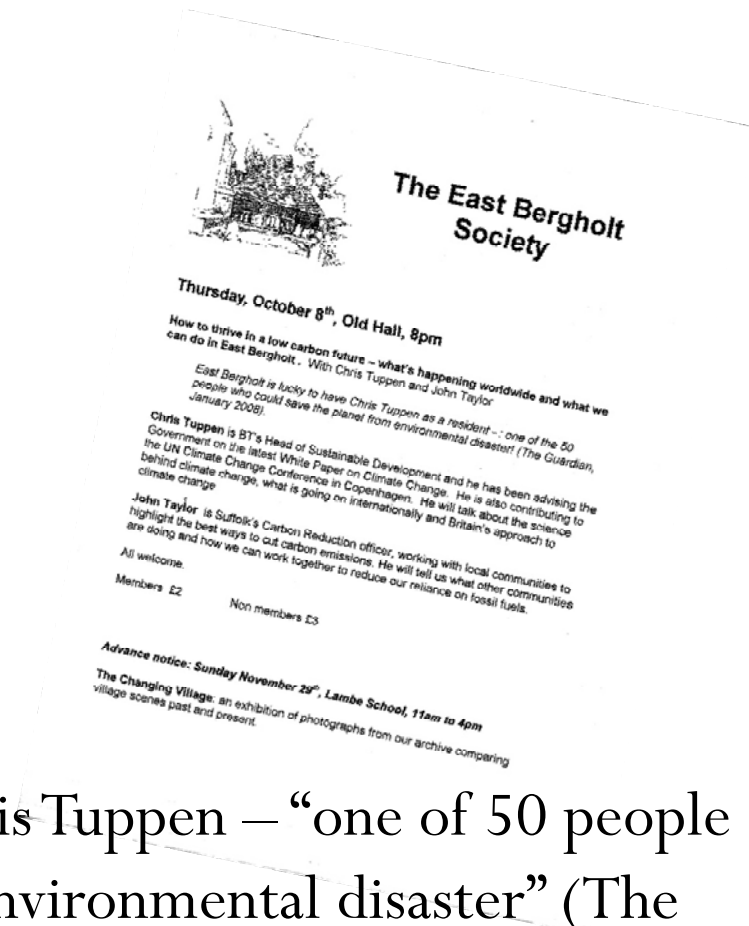 The East Bergholt
Society
Thursday, October 8th, Old Hall, 8pm
How to thrive in a low carbon future – what's happening worldwide and what we
can do in East Bergholt. With Chris Tuppen and John Taylor
East Bergholt is lucky to have Chris Tuppen as a resident – : one of the 50
people who could save the planet from environmental disaster! (The Guardian,
January 2008).
Chris Tuppen is BT's Head of Sustainable Development and he has been advising the
Government on the latest White Paper on Climate Change. He is also contributing to
the UN Climate Change Conference in Copenhagen. He will talk about the science
behind climate change, what is going on internationally and Britain's approach to
climate change
John Taylor is Suffolk's Carbon Reduction officer, working with local communities to
highlight the best ways to cut carbon emissions. He will tell us what other communities
are doing and how we can work together to reduce our reliance on fossil fuels.
All welcome.
Members £2 Non members £3
Advance notice: Sunday November 29th, Lambe School, 11am to 4pm
The Changing Village: an exhibition of photographs from our archive comparing
village scenes past and present.
is Tuppen – “one of 50 people
nvironmental disaster” (The